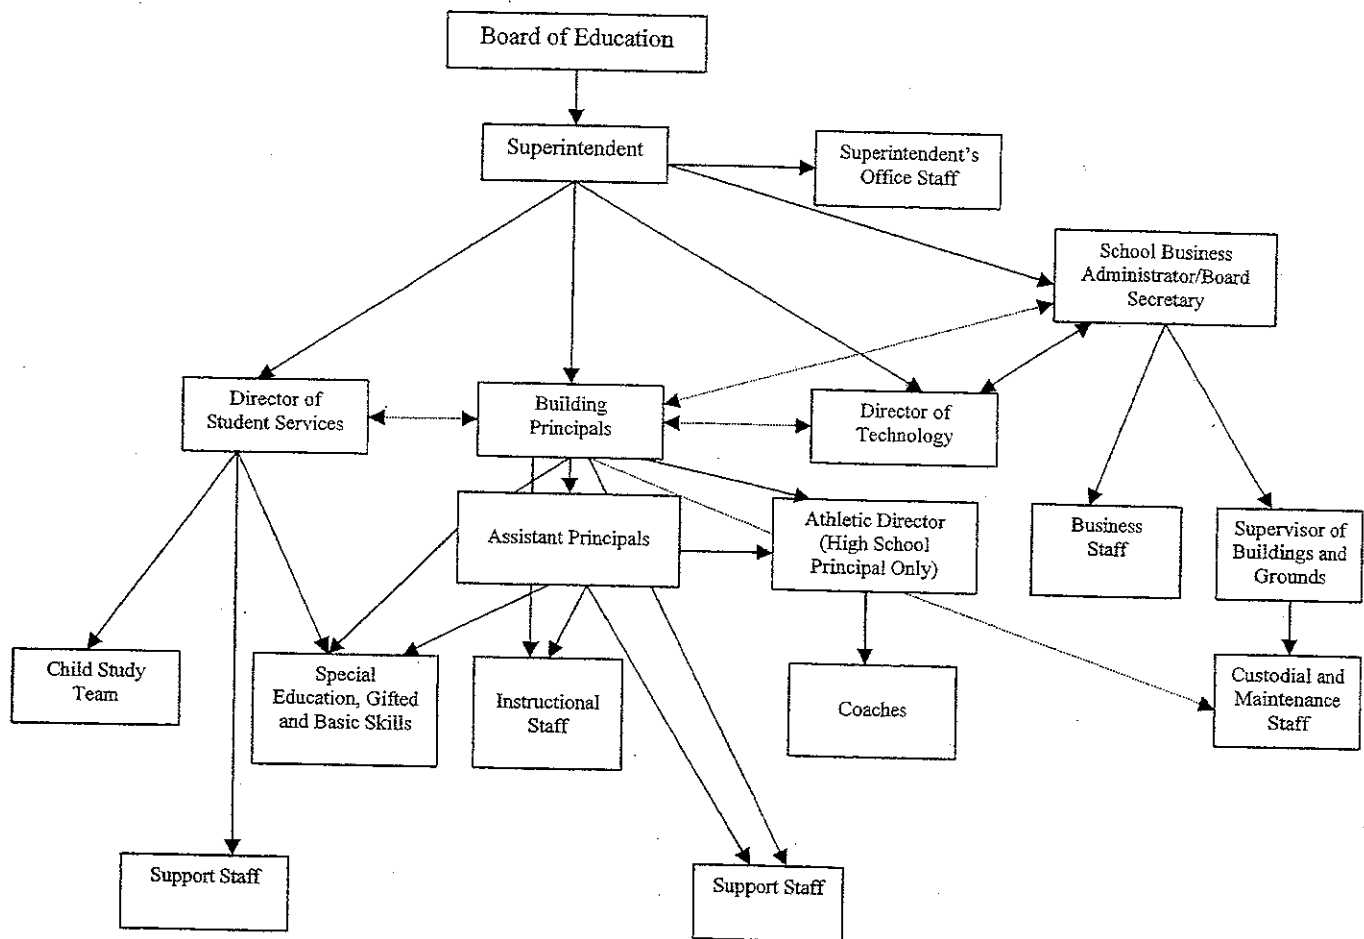 Board of Education
Superintendent
Superintendent's
Office Staff
School Business
Administrator/Board
Secretary
Director of
Student Services
Building
Principals
Director of
Technology
Assistant Principals
Athletic Director
(High School
Principal Only)
Business
Staff
Supervisor of
Buildings and
Grounds
Child Study
Team
Special
Education, Gifted
and Basic Skills
Instructional
Staff
Coaches
Custodial and
Maintenance
Staff
Support Staff
Support Staff